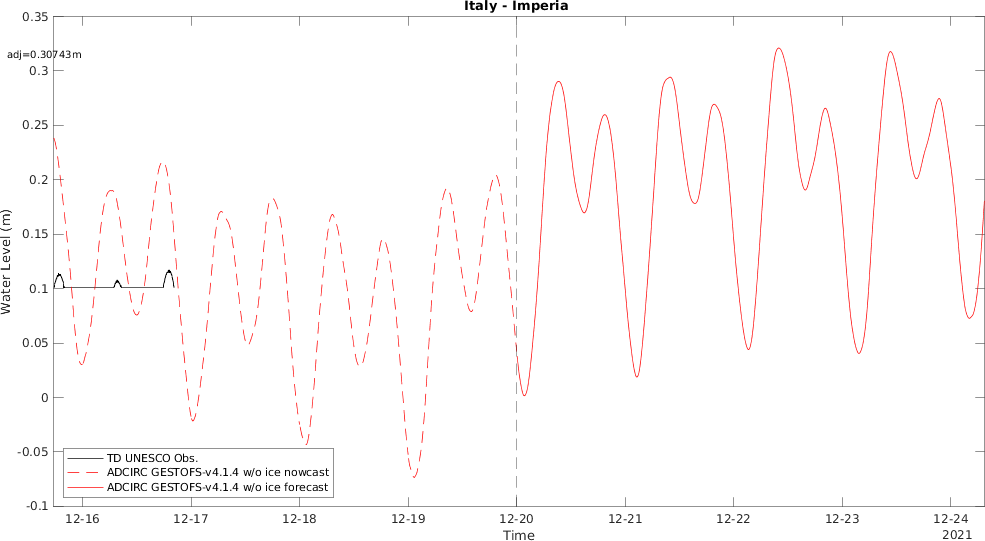 Italy - Imperia
adj=0.30743m
0.35
0.3
0.25
0.2
0.15
0.1
0.05
0
-0.05
-0.1
Water Level (m)
TD UNESCO Obs.
ADCIRC GESTOFS-v4.1.4 w/o ice nowcast
ADCIRC GESTOFS-v4.1.4 w/o ice forecast
12-16 12-17 12-18 12-19 12-20 12-21 12-22 12-23 12-24
Time
2021